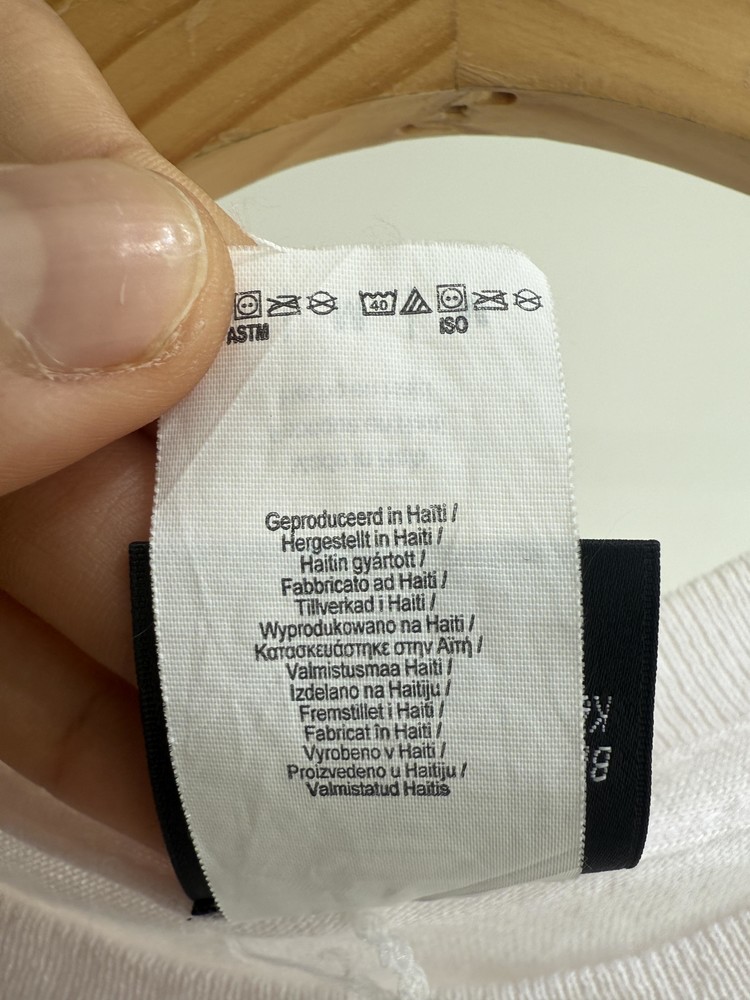 40
ASTM ISO
Geproduceerd in Haïti /
Hergestellt in Haiti /
Haitin gyártott /
Fabbricato ad Haiti /
Tillverkad i Haiti /
Wyprodukowano na Haiti /
Κατασκευάστηκε στην Αϊτή /
Valmistusmaa Haiti /
Izdelano na Haitiju /
Fremstillet i Haiti /
Fabricat în Haiti /
Vyrobeno v Haiti /
Proizvedeno u Haitiju /
Valmistatud Haitis